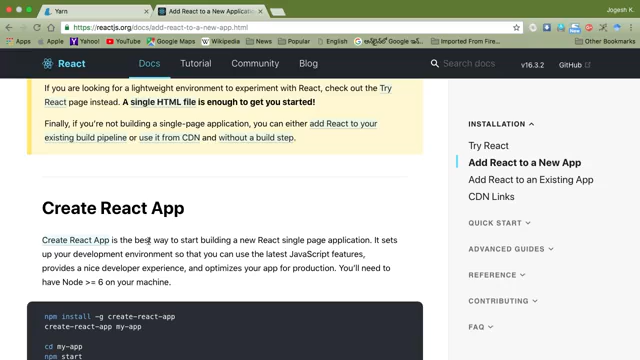 Yarn
Add React to a New Application
Jogesh K.
https://reactjs.org/docs/add-react-to-a-new-app.html
Apps
Apple
Yahoo!
YouTube
Google Maps
Wikipedia
News
Popular
English
Imported From Fire...
Other Bookmarks
React
Docs
Tutorial
Community
Blog
Search docs
v16.3.2
GitHub
If you are looking for a lightweight environment to experiment with React, check out the Try
React page instead. A single HTML file is enough to get you started!
Finally, if you're not building a single-page application, you can either add React to your
existing build pipeline or use it from CDN and without a build step.
Create React App
Create React App is the best way to start building a new React single page application. It sets
up your development environment so that you can use the latest JavaScript features,
provides a nice developer experience, and optimizes your app for production. You'll need to
have Node >= 6 on your machine.
npm install -g create-react-app
create-react-app my-app
cd my-app
npm start
INSTALLATION
Try React
Add React to a New App
Add React to an Existing App
CDN Links
QUICK START
ADVANCED GUIDES
REFERENCE
CONTRIBUTING
FAQ